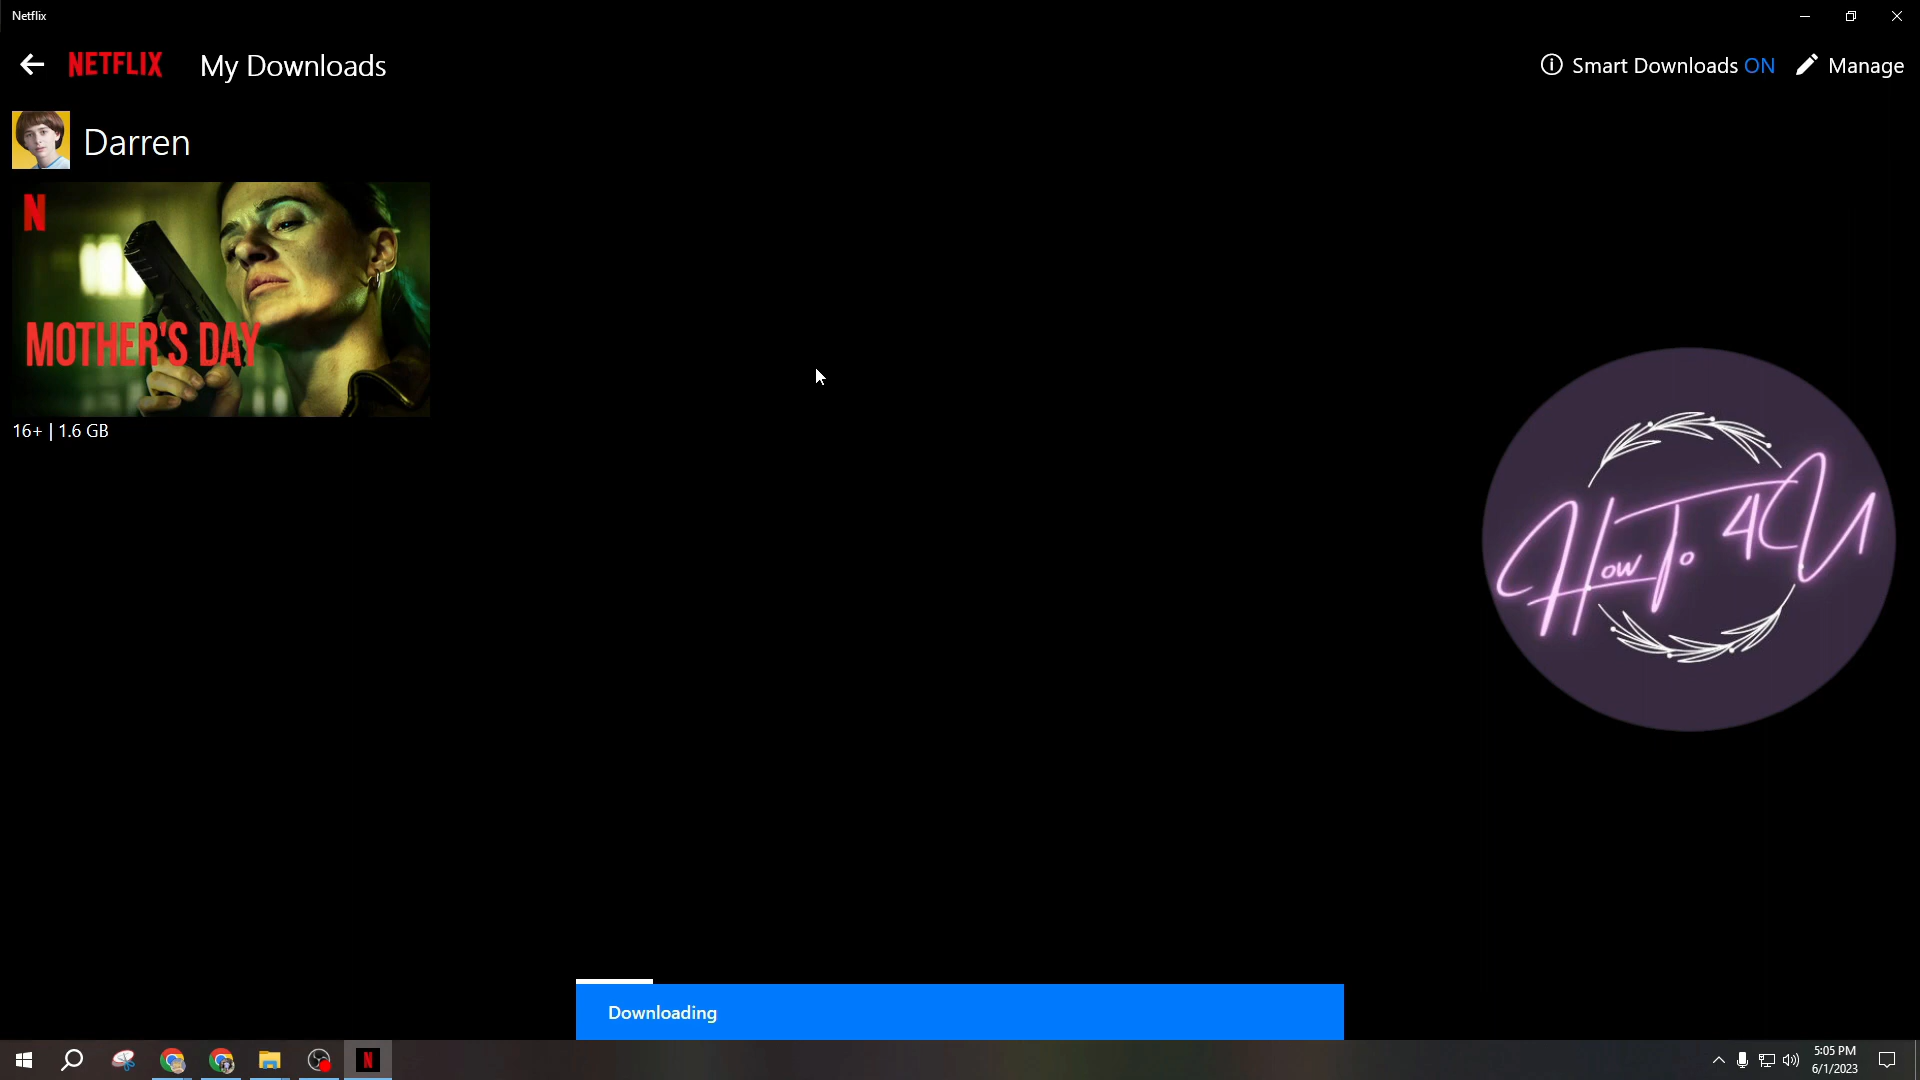 Netflix
NETFLIX
My Downloads
Smart Downloads ON
Manage
Darren
N
MOTHER'S DAY
16+ | 1.6 GB
How To 4U
Downloading
N
5:05 PM
6/1/2023